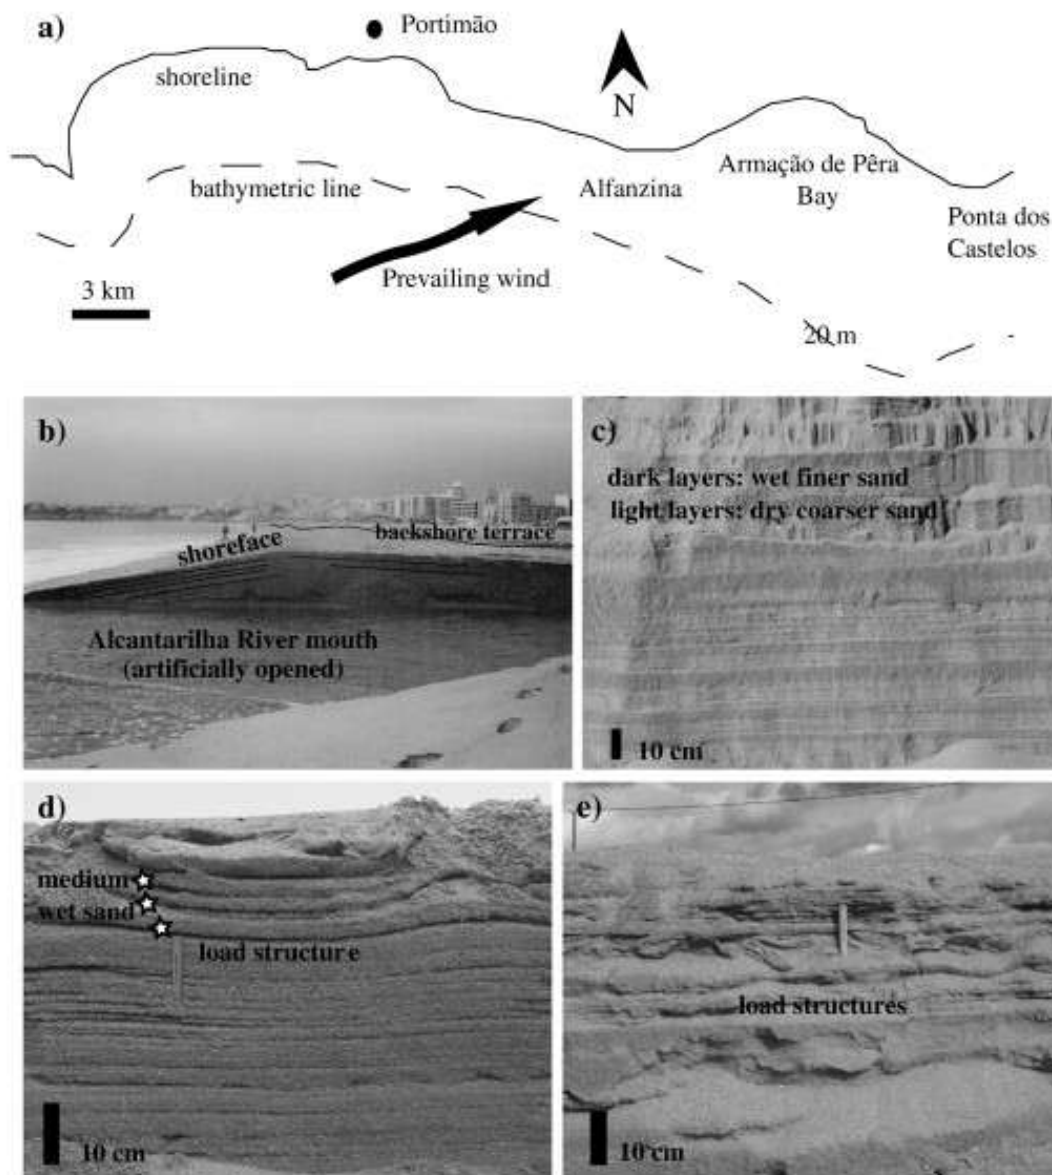 a)
Portimão
shoreline
N
bathymetric line
Alfanzina
Armação de Pêra
Bay
Ponta dos
Castelos
Prevailing wind
3 km
20 m
b)
backshore terrace
shoreface
Alcantarilha River mouth
(artificially opened)
c)
dark layers: wet finer sand
light layers: dry coarser sand
10 cm
d)
medium
wet sand
load structure
10 cm
e)
load structures
10 cm